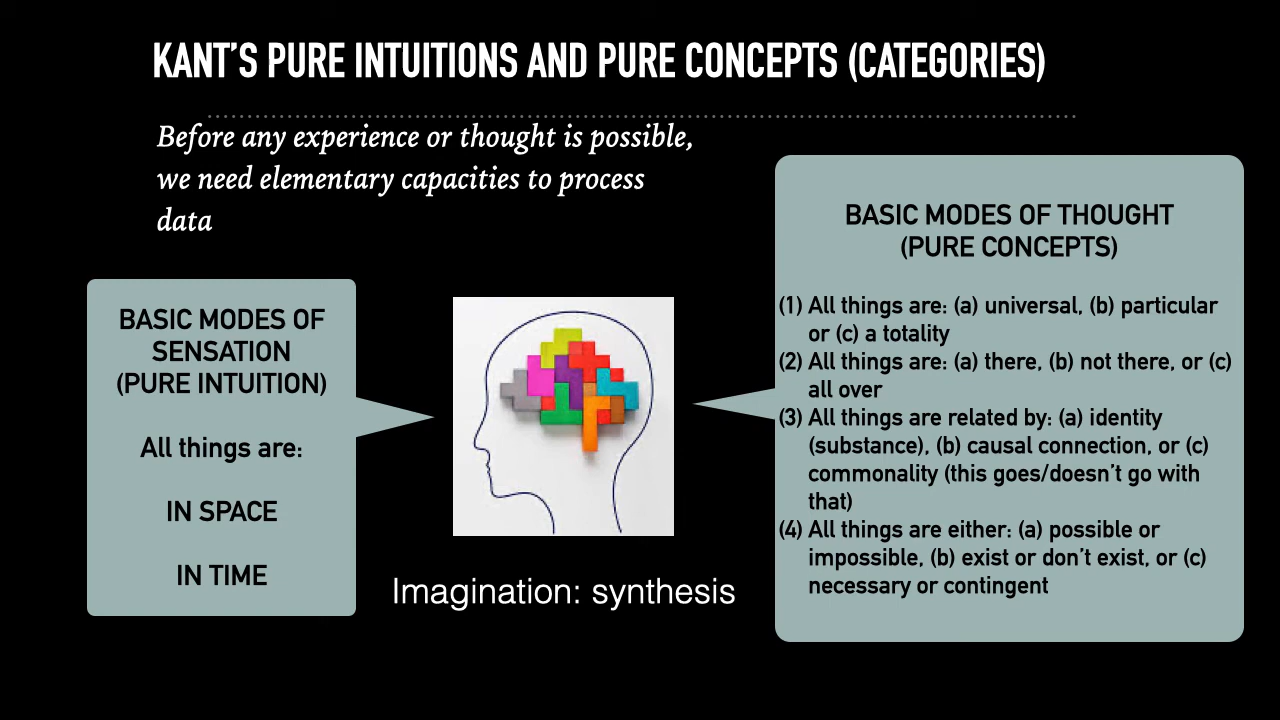 KANT'S PURE INTUITIONS AND PURE CONCEPTS (CATEGORIES)
Before any experience or thought is possible,
we need elementary capacities to process
data
BASIC MODES OF
SENSATION
(PURE INTUITION)
All things are:
IN SPACE
IN TIME
Imagination: synthesis
BASIC MODES OF THOUGHT
(PURE CONCEPTS)
(1) All things are: (a) universal, (b) particular
or (c) a totality
(2) All things are: (a) there, (b) not there, or (c)
all over
(3) All things are related by: (a) identity
(substance), (b) causal connection, or (c)
commonality (this goes/doesn't go with
that)
(4) All things are either: (a) possible or
impossible, (b) exist or don't exist, or (c)
necessary or contingent